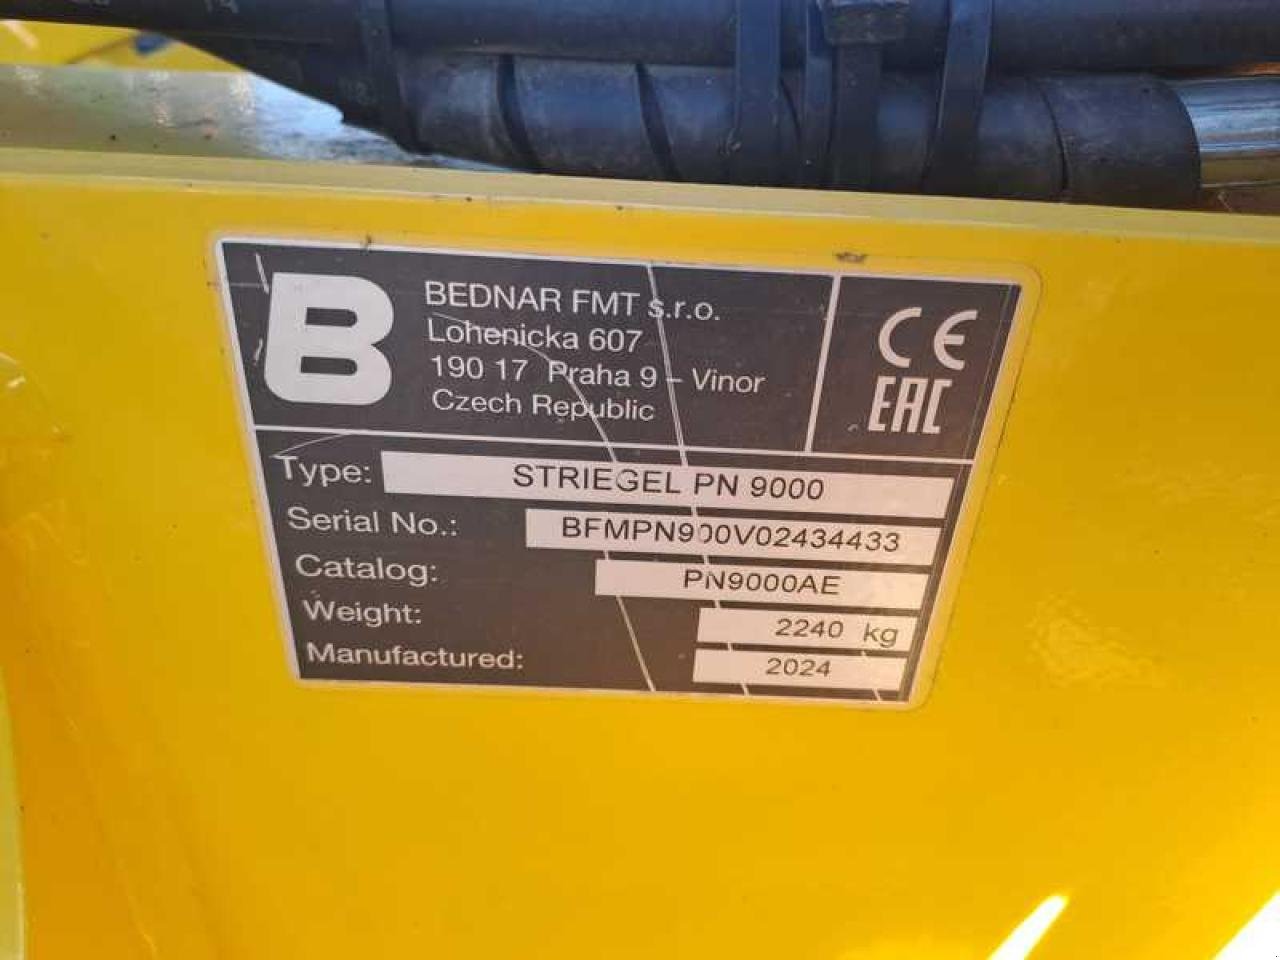 B
BEDNAR FMT s.r.o.
Lohenicka 607
190 17 Praha 9 – Vinor
Czech Republic
CE
EAC
Type: STRIEGEL PN 9000
Serial No.: BFMPN900V02434433
Catalog: PN9000AE
Weight: 2240 kg
Manufactured: 2024